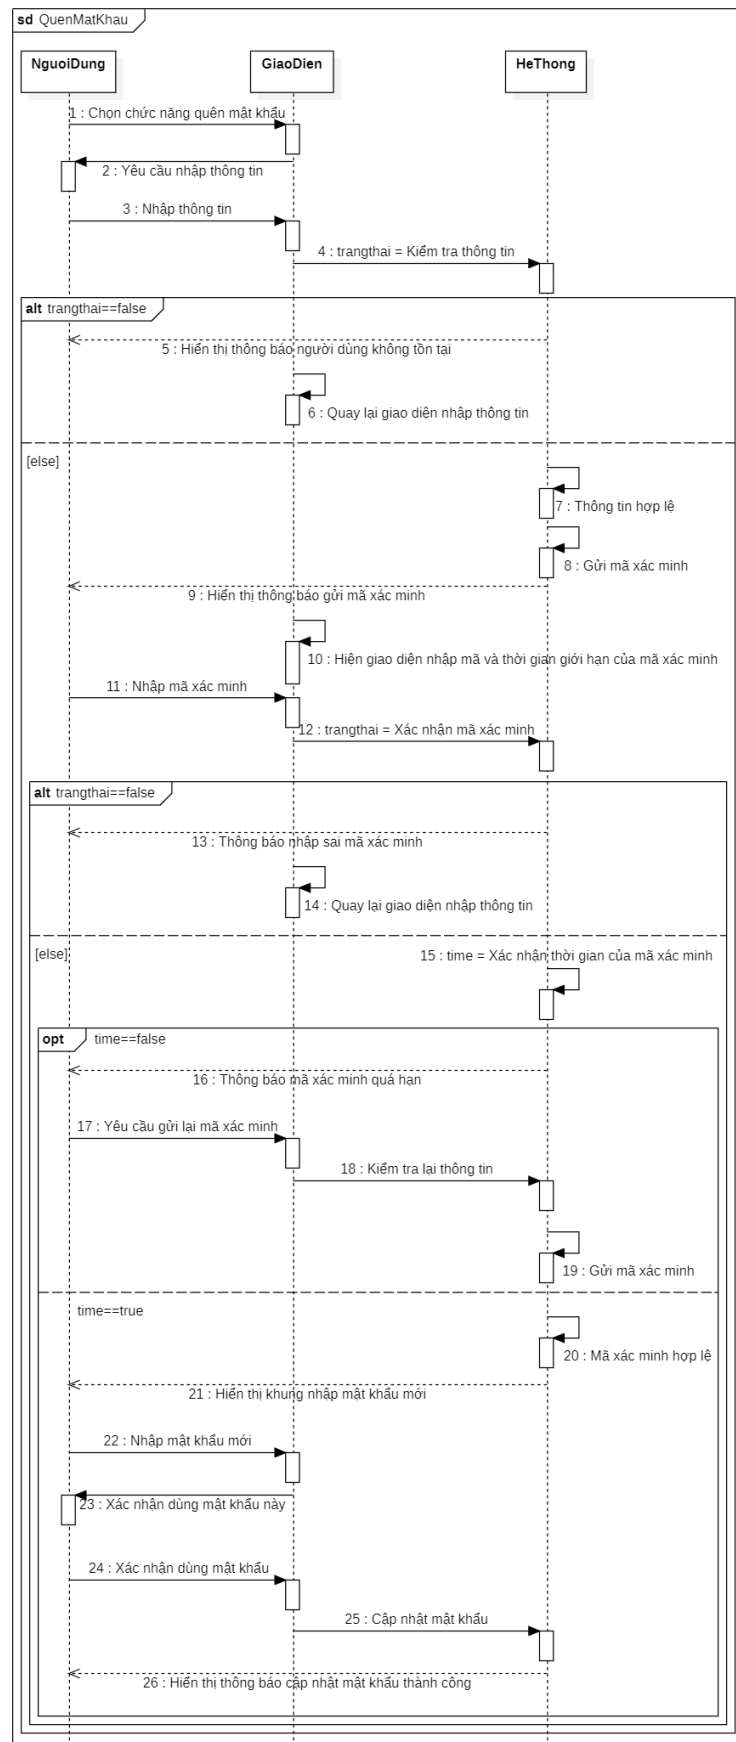 sd QuenMatKhau
NguoiDung
GiaoDien
HeThong
1 : Chọn chức năng quên mật khẩu
2 : Yêu cầu nhập thông tin
3 : Nhập thông tin
4 : trangthai = Kiểm tra thông tin
alt trangthai==false
5 : Hiển thị thông báo người dùng không tồn tại
6 : Quay lại giao diện nhập thông tin
[else]
7 : Thông tin hợp lệ
8 : Gửi mã xác minh
9 : Hiển thị thông báo gửi mã xác minh
10 : Hiện giao diện nhập mã và thời gian giới hạn của mã xác minh
11 : Nhập mã xác minh
12 : trangthai = Xác nhận mã xác minh
alt trangthai==false
13 : Thông báo nhập sai mã xác minh
14 : Quay lại giao diện nhập thông tin
[else]
15 : time = Xác nhận thời gian của mã xác minh
opt time==false
16 : Thông báo mã xác minh quá hạn
17 : Yêu cầu gửi lại mã xác minh
18 : Kiểm tra lại thông tin
19 : Gửi mã xác minh
time==true
20 : Mã xác minh hợp lệ
21 : Hiển thị khung nhập mật khẩu mới
22 : Nhập mật khẩu mới
23 : Xác nhận dùng mật khẩu này
24 : Xác nhận dùng mật khẩu
25 : Cập nhật mật khẩu
26 : Hiển thị thông báo cập nhật mật khẩu thành công